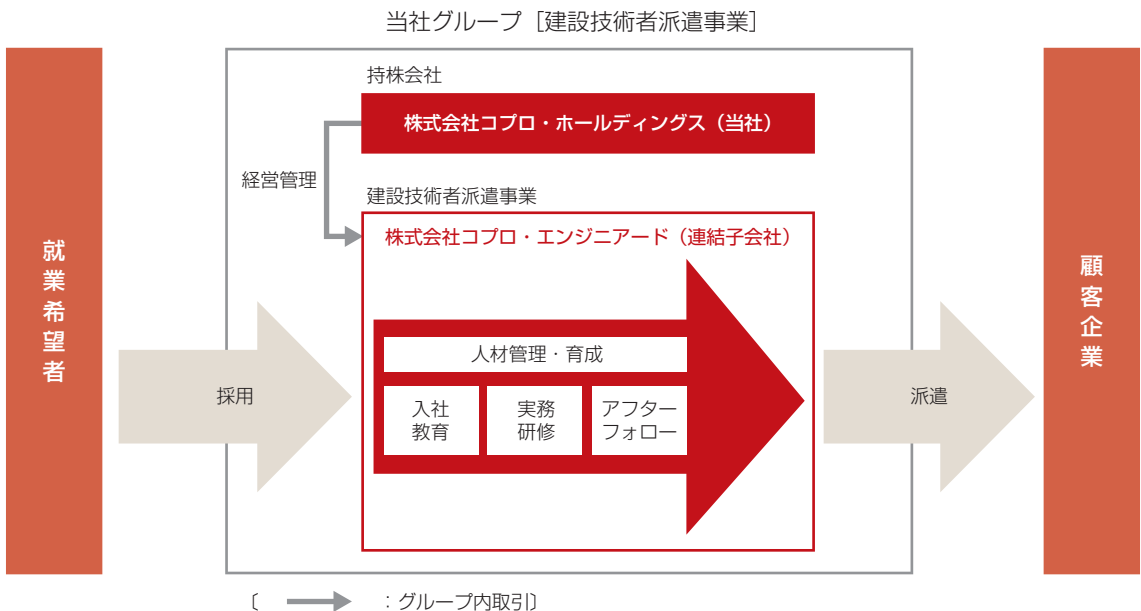 当社グループ［建設技術者派遣事業］
持株会社
株式会社コプロ・ホールディングス（当社）
経営管理
建設技術者派遣事業
株式会社コプロ・エンジニアード（連結子会社）
就業希望者
採用
人材管理・育成
入社
教育
実務
研修
アフター
フォロー
派遣
顧客企業
〔 ：グループ内取引〕